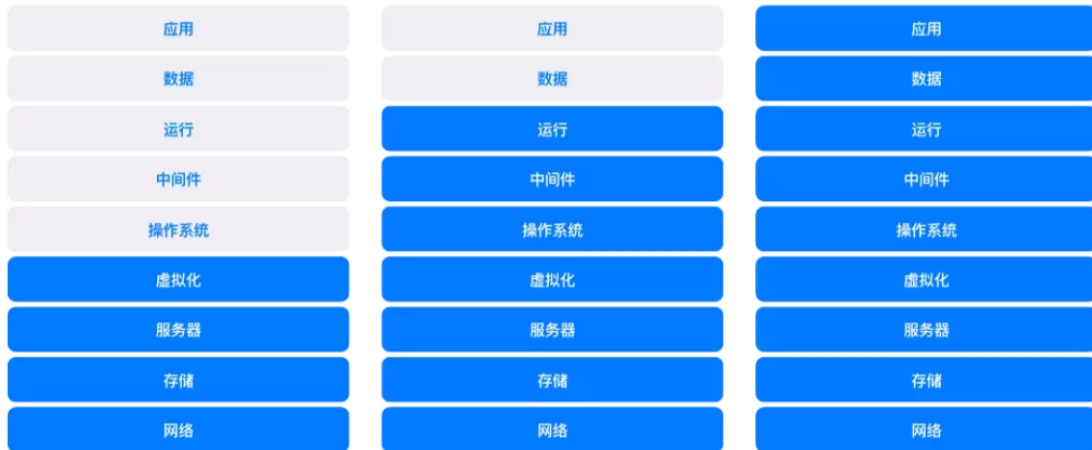 应用
应用
应用
数据
数据
数据
运行
运行
运行
中间件
中间件
中间件
操作系统
操作系统
操作系统
虚拟化
虚拟化
虚拟化
服务器
服务器
服务器
存储
存储
存储
网络
网络
网络